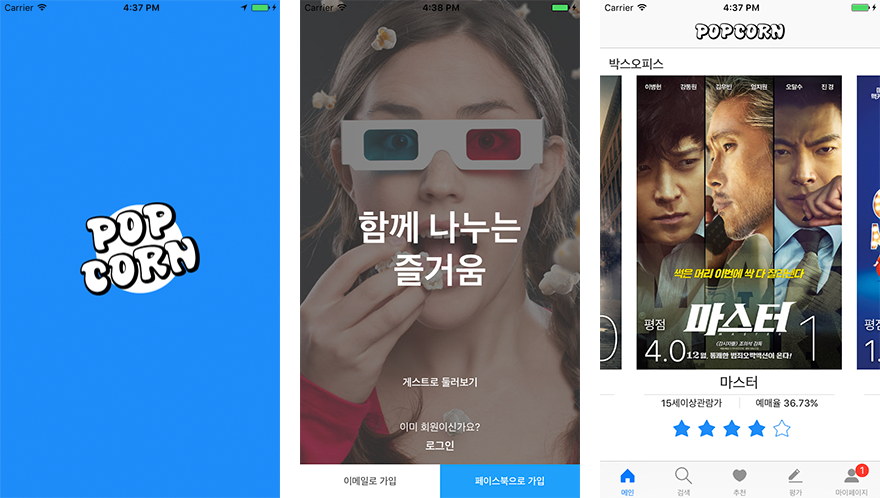 Carrier
4:37 PM
POP
CORN
Carrier
4:38 PM
함께 나누는
즐거움
게스트로 둘러보기
이미 회원이신가요?
로그인
이메일로 가입
페이스북으로 가입
Carrier
4:37 PM
POPCORN
박스오피스
이병헌 강동원 김우빈 엄지원 오달수 진 경
썩은 머리 이번에 싹 다 잘라낸다
마스터
평점
4.0
1
12월, 통쾌한 범죄오락액션이 온다!
평점
1.
마스터
15세이상관람가
예매율 36.73%
메인
검색
추천
평가
마이페이지
1